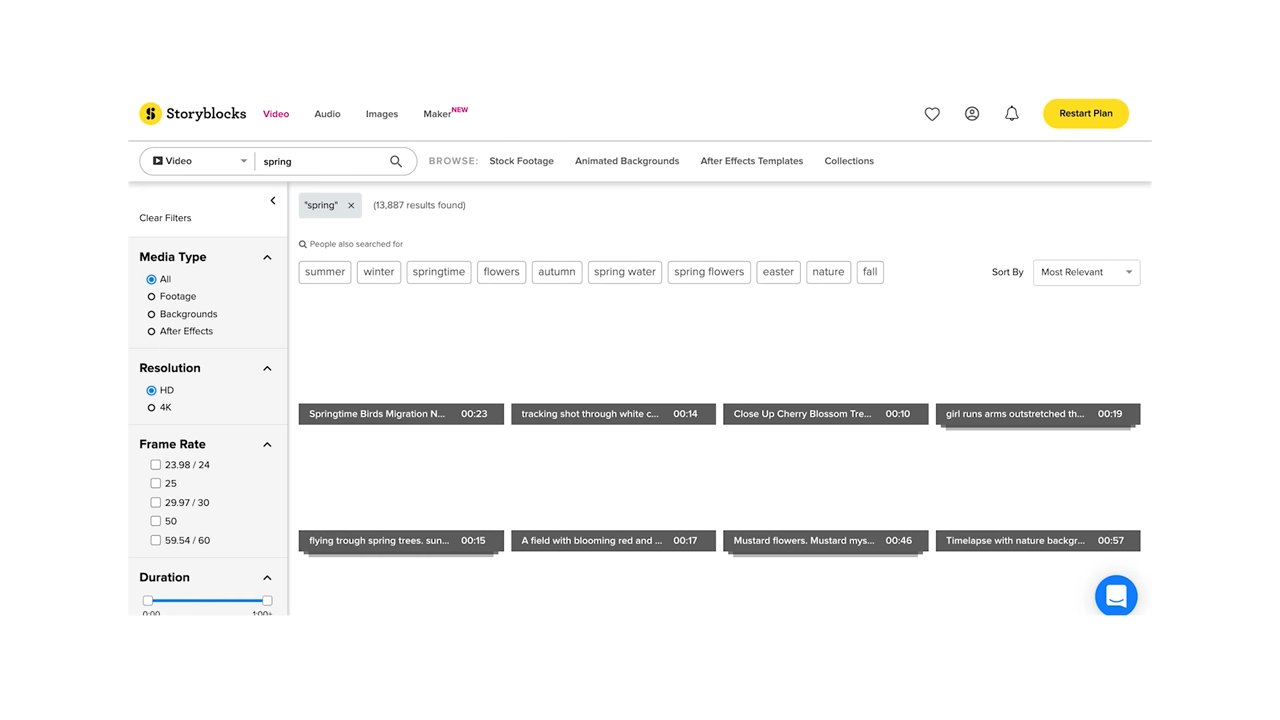 Storyblocks Video Audio Images Maker NEW Restart Plan
Video spring BROWSE: Stock Footage Animated Backgrounds After Effects Templates Collections
"spring" × (13,887 results found)
Clear Filters
People also searched for
summer winter springtime flowers autumn spring water spring flowers easter nature fall Sort By Most Relevant
Media Type
All
Footage
Backgrounds
After Effects
Resolution
HD
4K
Frame Rate
23.98 / 24
25
29.97 / 30
50
59.54 / 60
Duration
0:00 1:00+
Springtime Birds Migration N... 00:23 tracking shot through white c... 00:14 Close Up Cherry Blossom Tre... 00:10 girl runs arms outstretched th... 00:19
flying trough spring trees. sun... 00:15 A field with blooming red and ... 00:17 Mustard flowers. Mustard mys... 00:46 Timelapse with nature backgr... 00:57